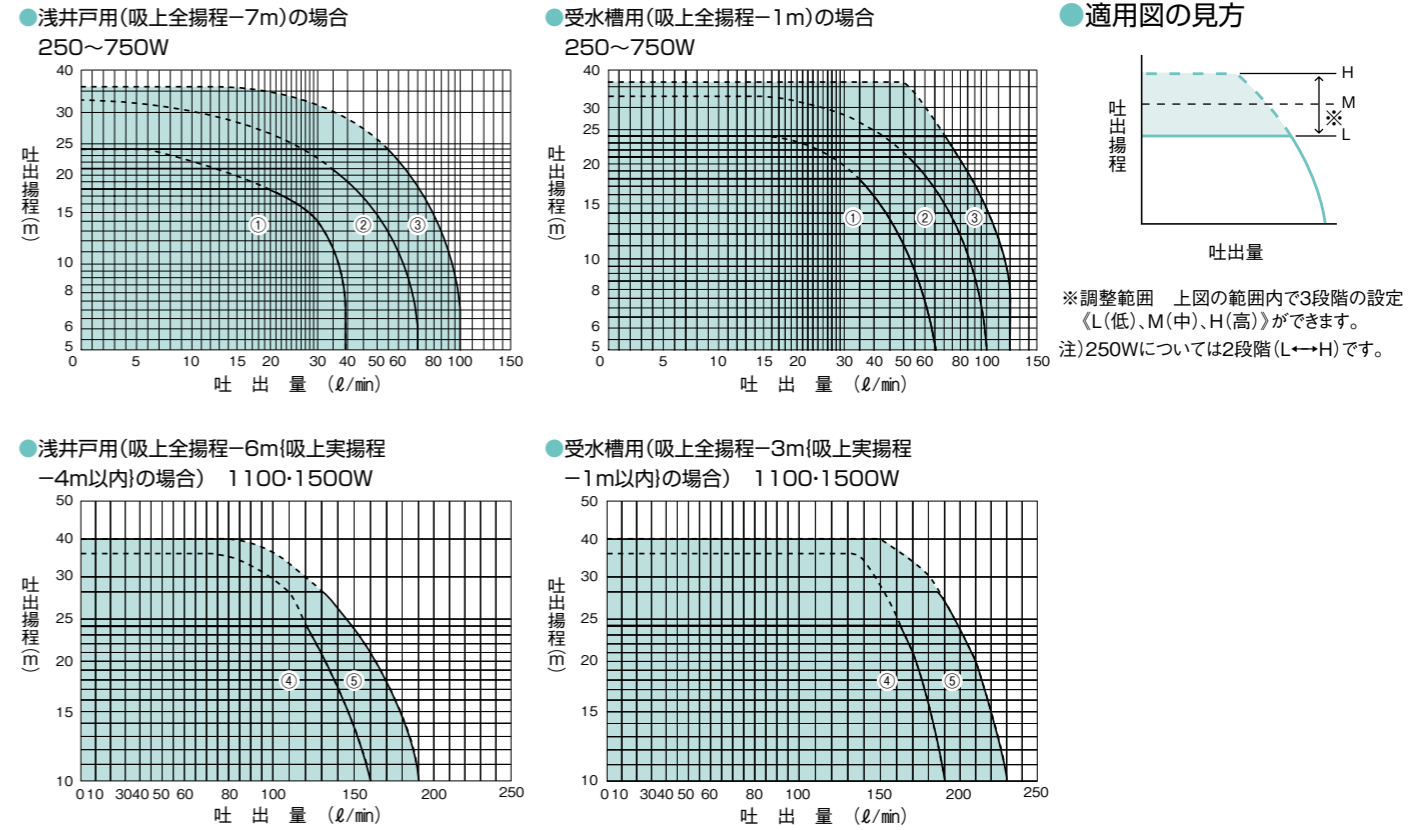 ●浅井戸用(吸上全揚程−7m)の場合
250〜750W
40
30
25
20
15
10
8
6
5
吐出揚程(m)
①
②
③
0 5 10 15 20 30 40 50 60 80 100 150
吐 出 量 (ℓ/min)
●受水槽用(吸上全揚程−1m)の場合
250〜750W
40
30
25
20
15
10
8
6
5
吐出揚程(m)
①
②
③
0 5 10 15 20 30 40 50 60 80 100 150
吐 出 量 (ℓ/min)
●適用図の見方
吐出揚程
H
M
※
L
吐出量
※調整範囲 上図の範囲内で3段階の設定
《L(低)、M(中)、H(高)》ができます。
注)250Wについては2段階(L←→H)です。
●浅井戸用(吸上全揚程−6m{吸上実揚程
−4m以内}の場合) 1100・1500W
50
40
30
25
20
15
10
吐出揚程(m)
④
⑤
0 10 30 40 50 60 80 100 150 200 250
吐 出 量 (ℓ/min)
●受水槽用(吸上全揚程−3m{吸上実揚程
−1m以内}の場合) 1100・1500W
50
40
30
25
20
15
10
吐出揚程(m)
④
⑤
0 10 30 40 50 60 80 100 150 200 250
吐 出 量 (ℓ/min)